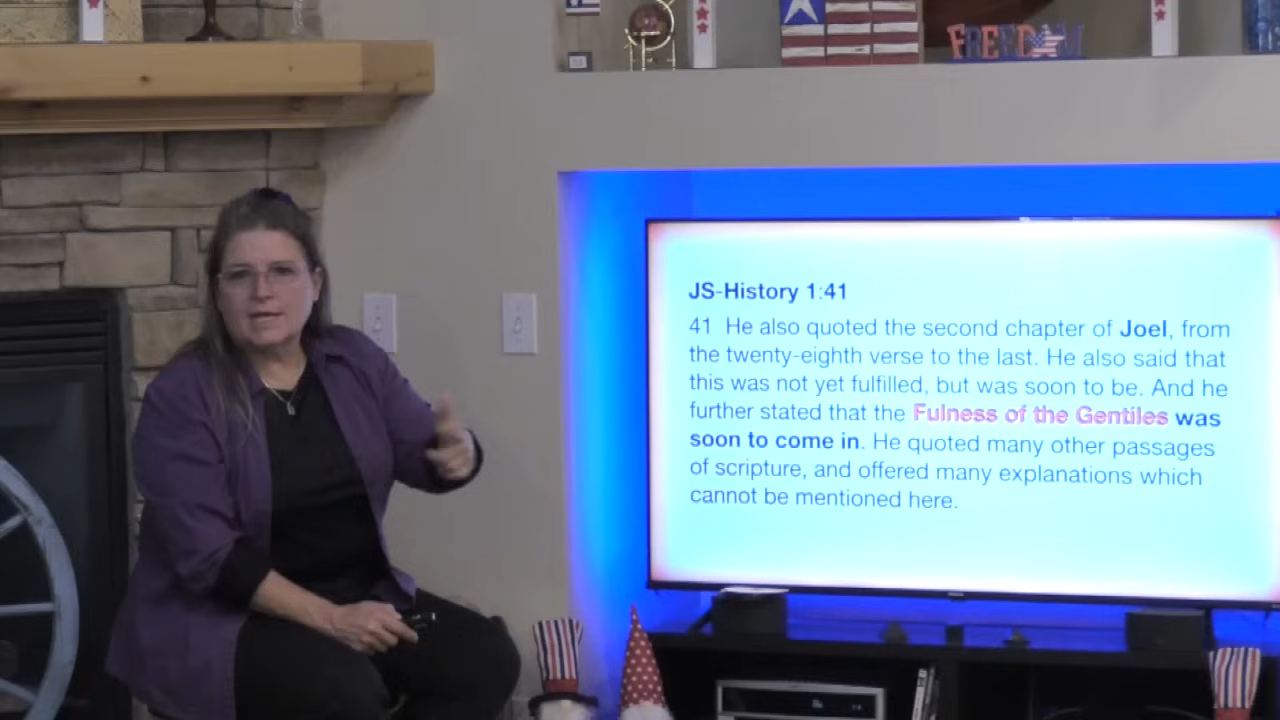 FREEDOM
JS-History 1:41
41 He also quoted the second chapter of Joel, from
the twenty-eighth verse to the last. He also said that
this was not yet fulfilled, but was soon to be. And he
further stated that the Fulness of the Gentiles was
soon to come in. He quoted many other passages
of scripture, and offered many explanations which
cannot be mentioned here.